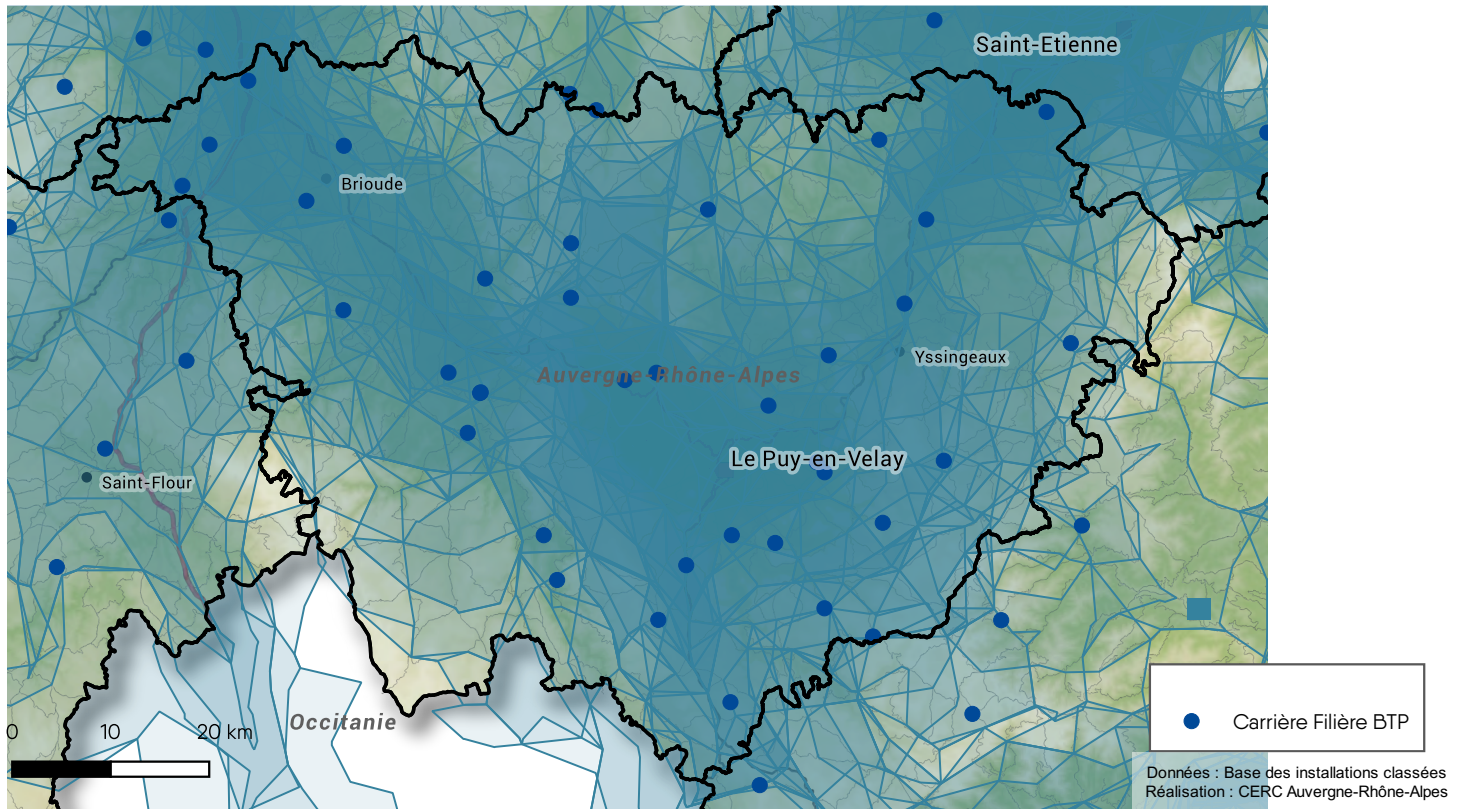 Saint-Etienne
Brioude
Yssingeaux
Auvergne-Rhône-Alpes
Le Puy-en-Velay
Saint-Flour
Occitanie
0 10 20 km
Carrière Filière BTP
Données : Base des installations classées
Réalisation : CERC Auvergne-Rhône-Alpes